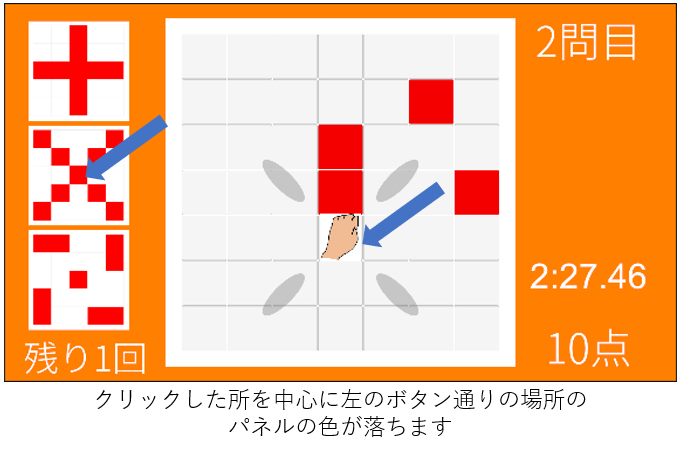 2問目
2:27.46
残り1回
10点
クリックした所を中心に左のボタン通りの場所の
パネルの色が落ちます